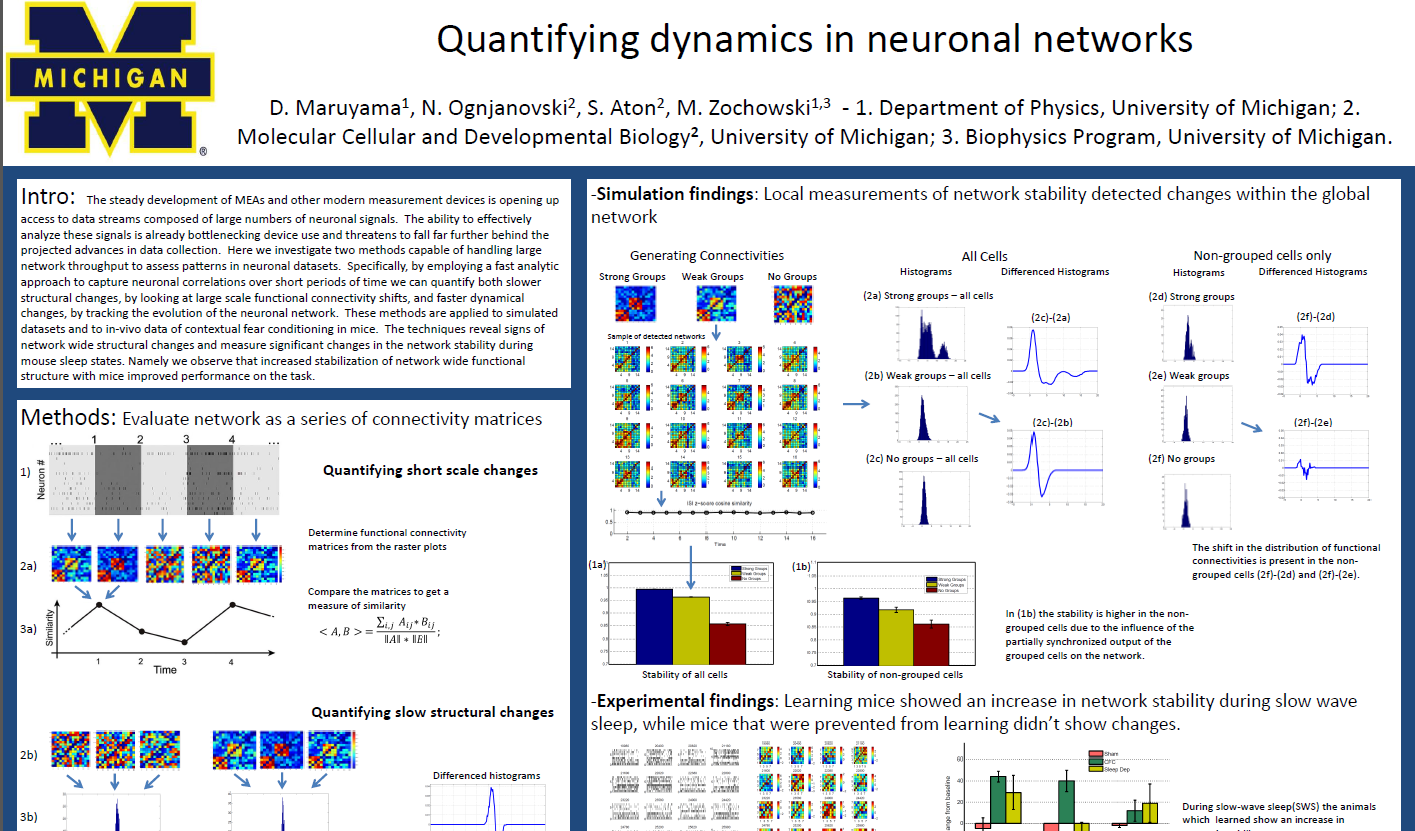 MICHIGAN
®
Quantifying dynamics in neuronal networks
D. Maruyama1, N. Ognjanovski2, S. Aton2, M. Zochowski1,3 - 1. Department of Physics, University of Michigan; 2.
Molecular Cellular and Developmental Biology2, University of Michigan; 3. Biophysics Program, University of Michigan.
Intro: The steady development of MEAs and other modern measurement devices is opening up
access to data streams composed of large numbers of neuronal signals. The ability to effectively
analyze these signals is already bottlenecking device use and threatens to fall far further behind the
projected advances in data collection. Here we investigate two methods capable of handling large
network throughput to assess patterns in neuronal datasets. Specifically, by employing a fast analytic
approach to capture neuronal correlations over short periods of time we can quantify both slower
structural changes, by looking at large scale functional connectivity shifts, and faster dynamical
changes, by tracking the evolution of the neuronal network. These methods are applied to simulated
datasets and to in-vivo data of contextual fear conditioning in mice. The techniques reveal signs of
network wide structural changes and measure significant changes in the network stability during
mouse sleep states. Namely we observe that increased stabilization of network wide functional
structure with mice improved performance on the task.
Methods: Evaluate network as a series of connectivity matrices
... 1 2 3 4 ...
1)
Neuron #
Quantifying short scale changes
Determine functional connectivity
matrices from the raster plots
2a)
Compare the matrices to get a
measure of similarity
3a)
Similarity
< A, B > = ∑i,j Aij * Bij / ‖A‖ * ‖B‖ ;
1 2 3 4
Time
Quantifying slow structural changes
2b)
Differenced histograms
3b)
-Simulation findings: Local measurements of network stability detected changes within the global
network
Generating Connectivities
Strong Groups Weak Groups No Groups
Sample of detected networks
ISI z-score cosine similarity
1
0.5
0
2 4 6 8 10 12 14 16
Time
All Cells
Histograms Differenced Histograms
(2a) Strong groups – all cells
(2c)-(2a)
(2b) Weak groups – all cells
(2c)-(2b)
(2c) No groups – all cells
Non-grouped cells only
Histograms Differenced Histograms
(2d) Strong groups
(2f)-(2d)
(2e) Weak groups
(2f)-(2e)
(2f) No groups
The shift in the distribution of functional
connectivities is present in the non-
grouped cells (2f)-(2d) and (2f)-(2e).
(1a)
Strong Groups
Weak Groups
No Groups
Stability of all cells
(1b)
Strong Groups
Weak Groups
No Groups
Stability of non-grouped cells
In (1b) the stability is higher in the non-
grouped cells due to the influence of the
partially synchronized output of the
grouped cells on the network.
-Experimental findings: Learning mice showed an increase in network stability during slow wave
sleep, while mice that were prevented from learning didn't show changes.
60
40
20
0
Sham
CFC
Sleep Dep
from baseline
During slow-wave sleep(SWS) the animals
which learned show an increase in